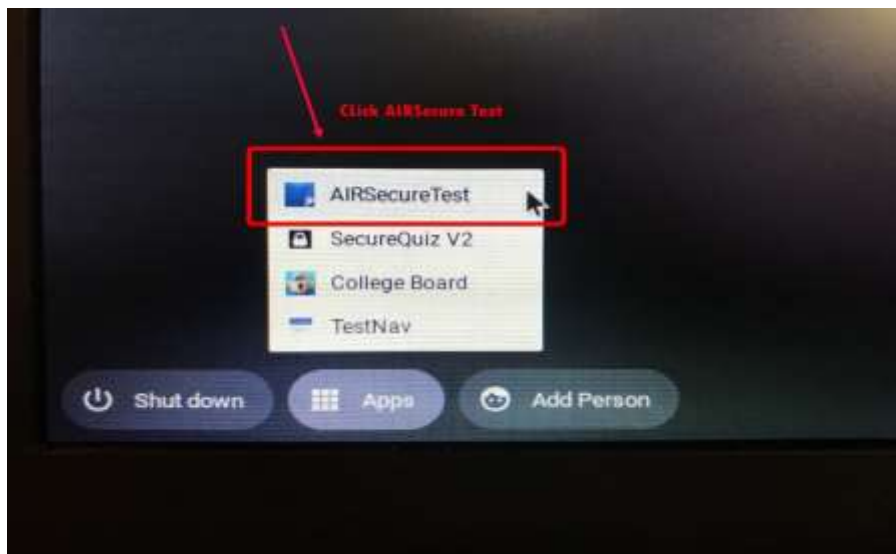 Click AIRSecure Test
AIRSecureTest
SecureQuiz V2
College Board
TestNav
Shut down Apps Add Person